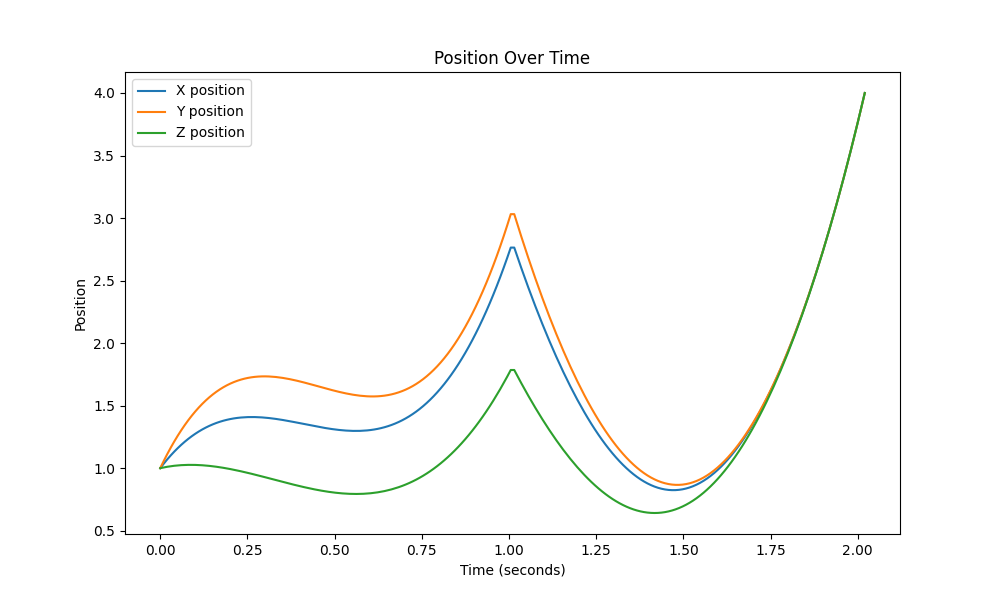 Position Over Time
X position
Y position
Z position
Position
4.0
3.5
3.0
2.5
2.0
1.5
1.0
0.5
0.00 0.25 0.50 0.75 1.00 1.25 1.50 1.75 2.00
Time (seconds)